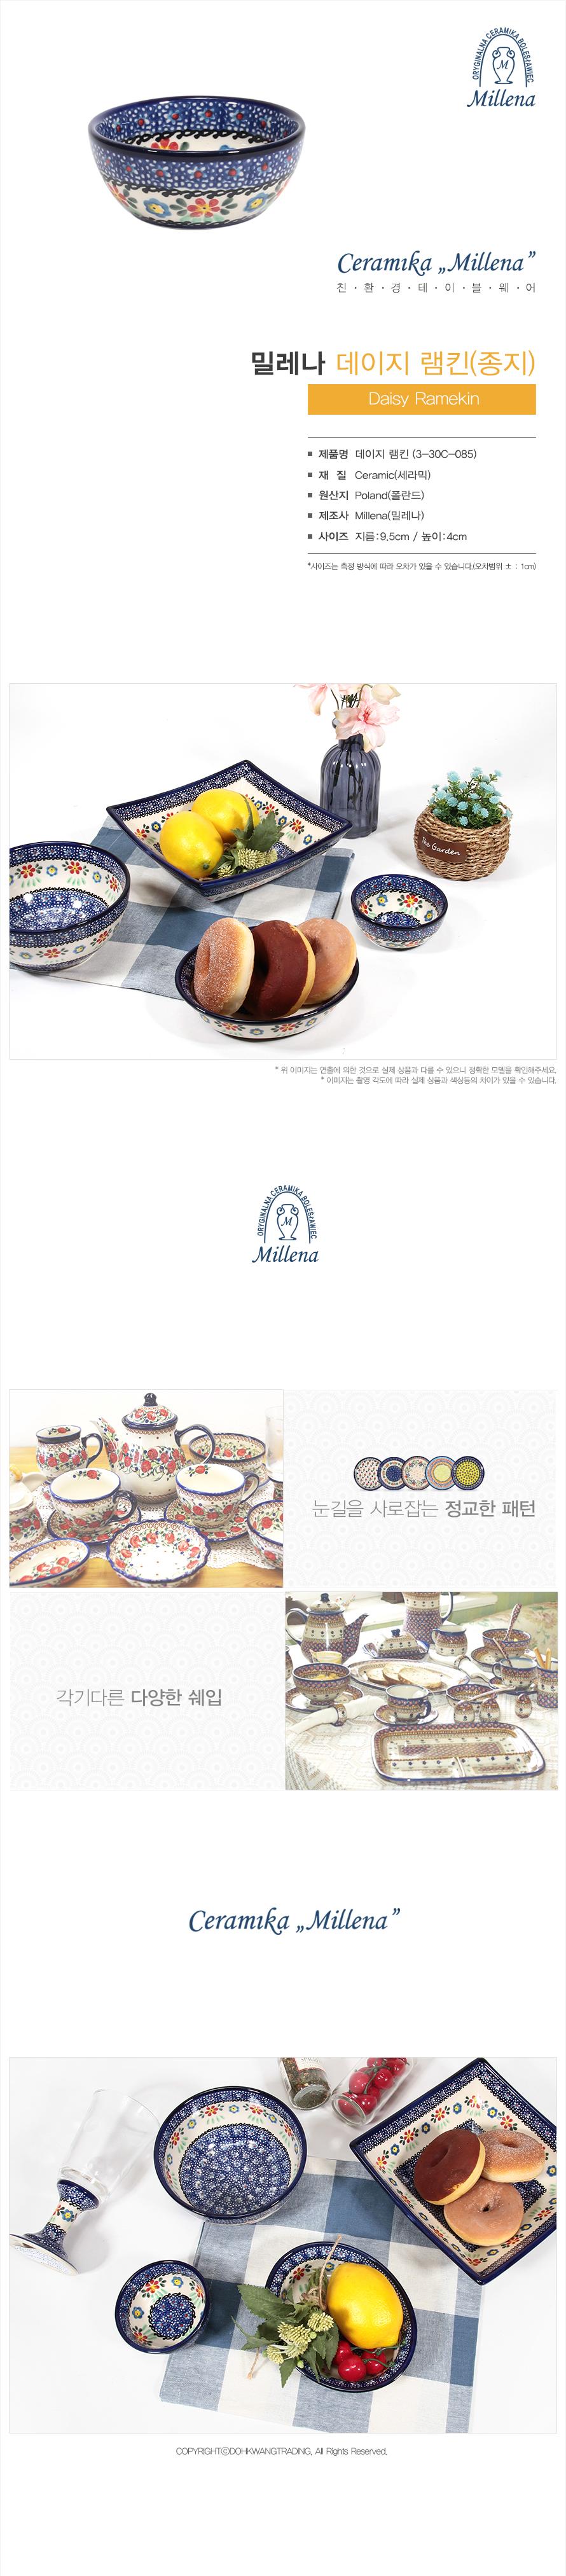 ORYGINALNA CERAMIKA BOLESŁAWIEC
M
Millena
Ceramika „Millena”
친・환・경・테・이・블・웨・어
밀레나 데이지 램킨(종지)
Daisy Ramekin
제품명 데이지 램킨 (3-30C-085)
재 질 Ceramic(세라믹)
원산지 Poland(폴란드)
제조사 Millena(밀레나)
사이즈 지름:9.5cm / 높이:4cm
*사이즈는 측정 방식에 따라 오차가 있을 수 있습니다.(오차범위 ± : 1cm)
The Garden
* 위 이미지는 연출에 의한 것으로 실제 상품과 다를 수 있으니 정확한 모델을 확인해주세요.
* 이미지는 촬영 각도에 따라 실제 상품과 색상등의 차이가 있을 수 있습니다.
ORYGINALNA CERAMIKA BOLESŁAWIEC
M
Millena
눈길을 사로잡는 정교한 패턴
각기다른 다양한 쉐입
Ceramika „Millena”
COPYRIGHTⓒDOHKWANGTRADING, All Rights Reserved.